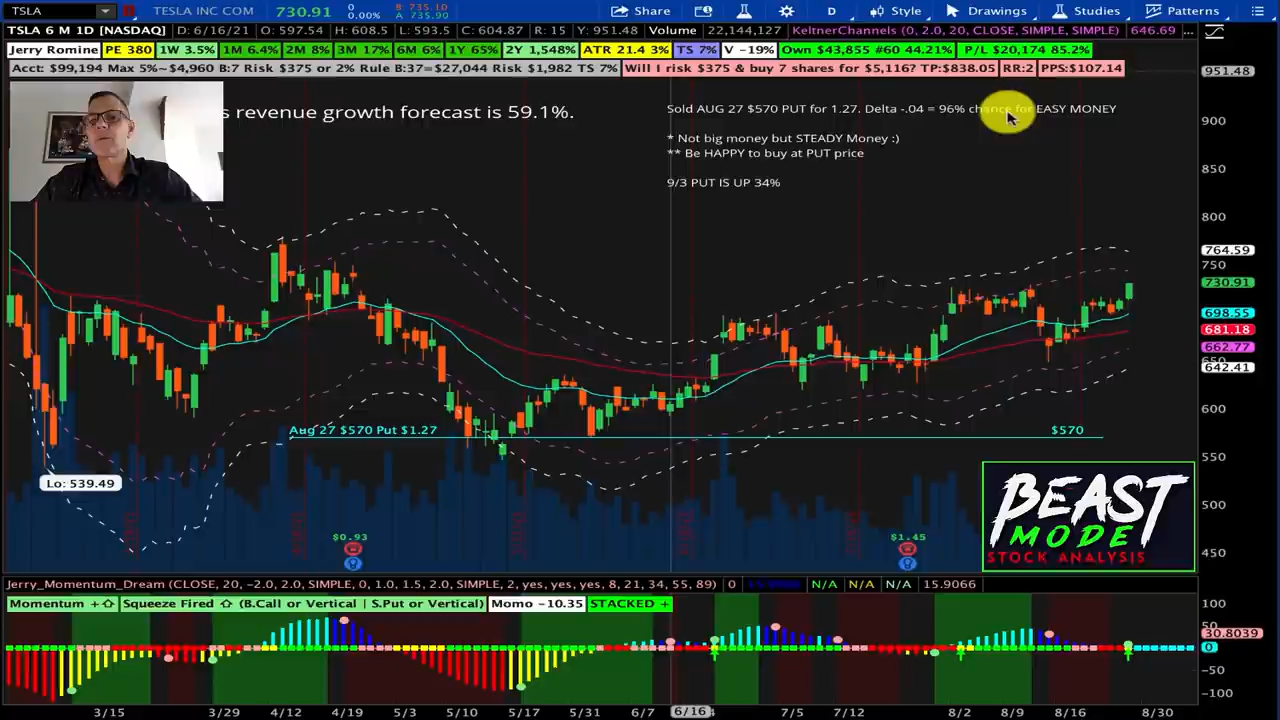 TSLA
TESLA INC COM
730.91
0
0.00%
B: 735.10
A: 735.90
Share
D
Style
Drawings
Studies
Patterns
TSLA 6 M 1D [NASDAQ]
D: 6/16/21
O: 597.54
H: 608.5
C: 604.87
R: 15
Y: 951.48
Volume
22,144,127
KeltnerChannels (0, 2.0, 20, CLOSE, SIMPLE, SIMPLE)
646.69
...
Jerry Romine
PE 380
1W 3.5%
1M 6.4%
2M 8%
3M 17%
6M 6%
1Y 65%
2Y 1,548%
ATR 21.4 3%
TS 7%
V -19%
Own $43,855 #60 44.21%
P/L $20,174 85.2%
Acct: $99,194 Max 5%~$4,960 B:7 Risk $375 or 2% Rule B:37=$27,044 Risk $1,982 TS 7%
Will I risk $375 & buy 7 shares for $5,116? TP:$838.05
RR:2
PPS:$107.14
s revenue growth forecast is 59.1%.
Sold AUG 27 $570 PUT for 1.27. Delta -.04 = 96% chance for EASY MONEY
* Not big money but STEADY Money :)
** Be HAPPY to buy at PUT price
9/3 PUT IS UP 34%
951.48
900
850
800
764.59
750
730.91
698.55
681.18
662.77
650
642.41
600
550
500
450
Aug 27 $570 Put $1.27
$570
Lo: 539.49
$0.93
$1.45
BEAST
MODE
STOCK ANALYSIS
Jerry_Momentum_Dream (CLOSE, 20, -2.0, 2.0, SIMPLE, 0, 1.0, 1.5, 2.0, SIMPLE, 2, yes, yes, yes, 8, 21, 34, 55, 89)
0
N/A
N/A
N/A
15.9066
Momentum +
Squeeze Fired
(B.Call or Vertical | S.Put or Vertical)
Momo -10.35
STACKED +
100
50
30.8039
0
-50
-100
3/15
3/29
4/12
4/19
5/3
5/10
5/17
5/31
6/7
6/16
7/5
7/12
8/2
8/9
8/16
8/30